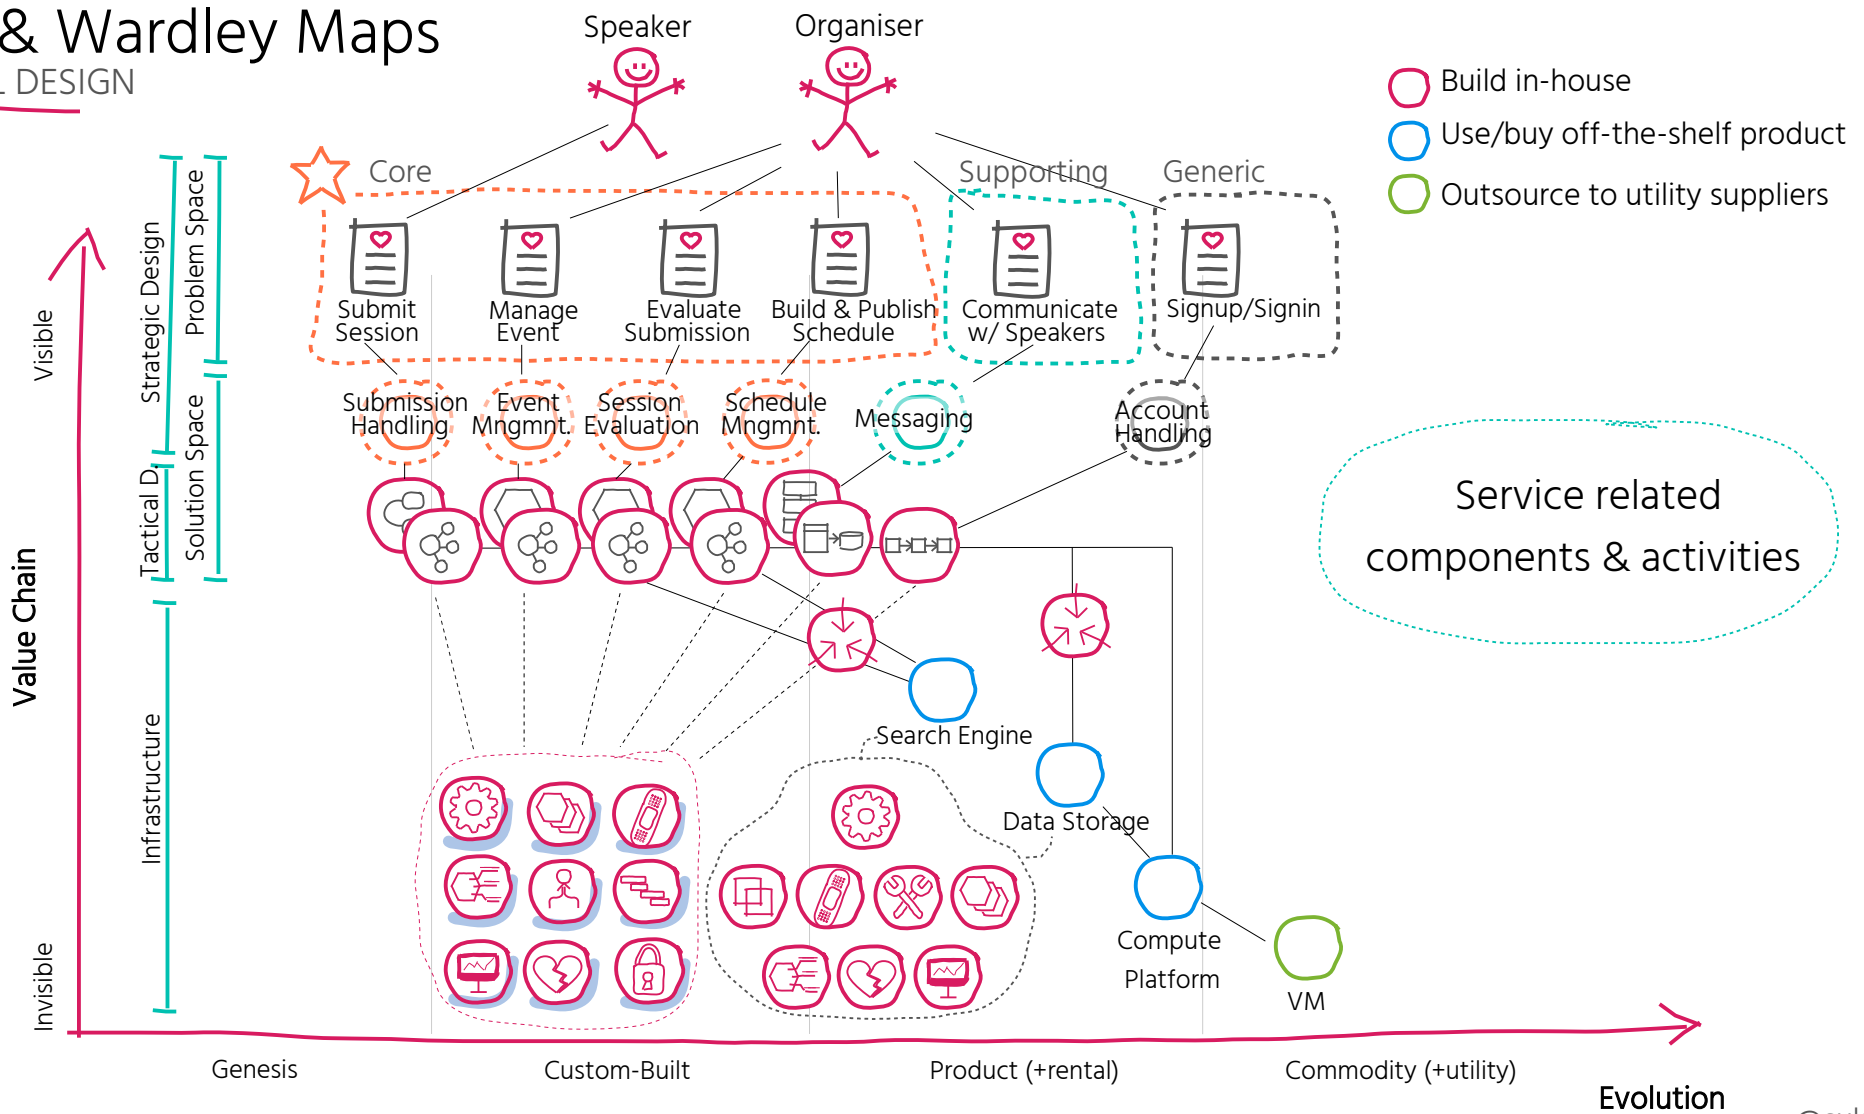 & Wardley Maps
DESIGN
Speaker
Organiser
Build in-house
Use/buy off-the-shelf product
Outsource to utility suppliers
Core
Supporting
Generic
Submit
Session
Manage
Event
Evaluate
Submission
Build & Publish
Schedule
Communicate
w/ Speakers
Signup/Signin
Submission
Handling
Event
Mngmnt.
Session
Evaluation
Schedule
Mngmnt.
Messaging
Account
Handling
Service related
components & activities
Search Engine
Data Storage
Compute
Platform
VM
Value Chain
Visible
Invisible
Strategic Design
Problem Space
Tactical D.
Solution Space
Infrastructure
Genesis
Custom-Built
Product (+rental)
Commodity (+utility)
Evolution